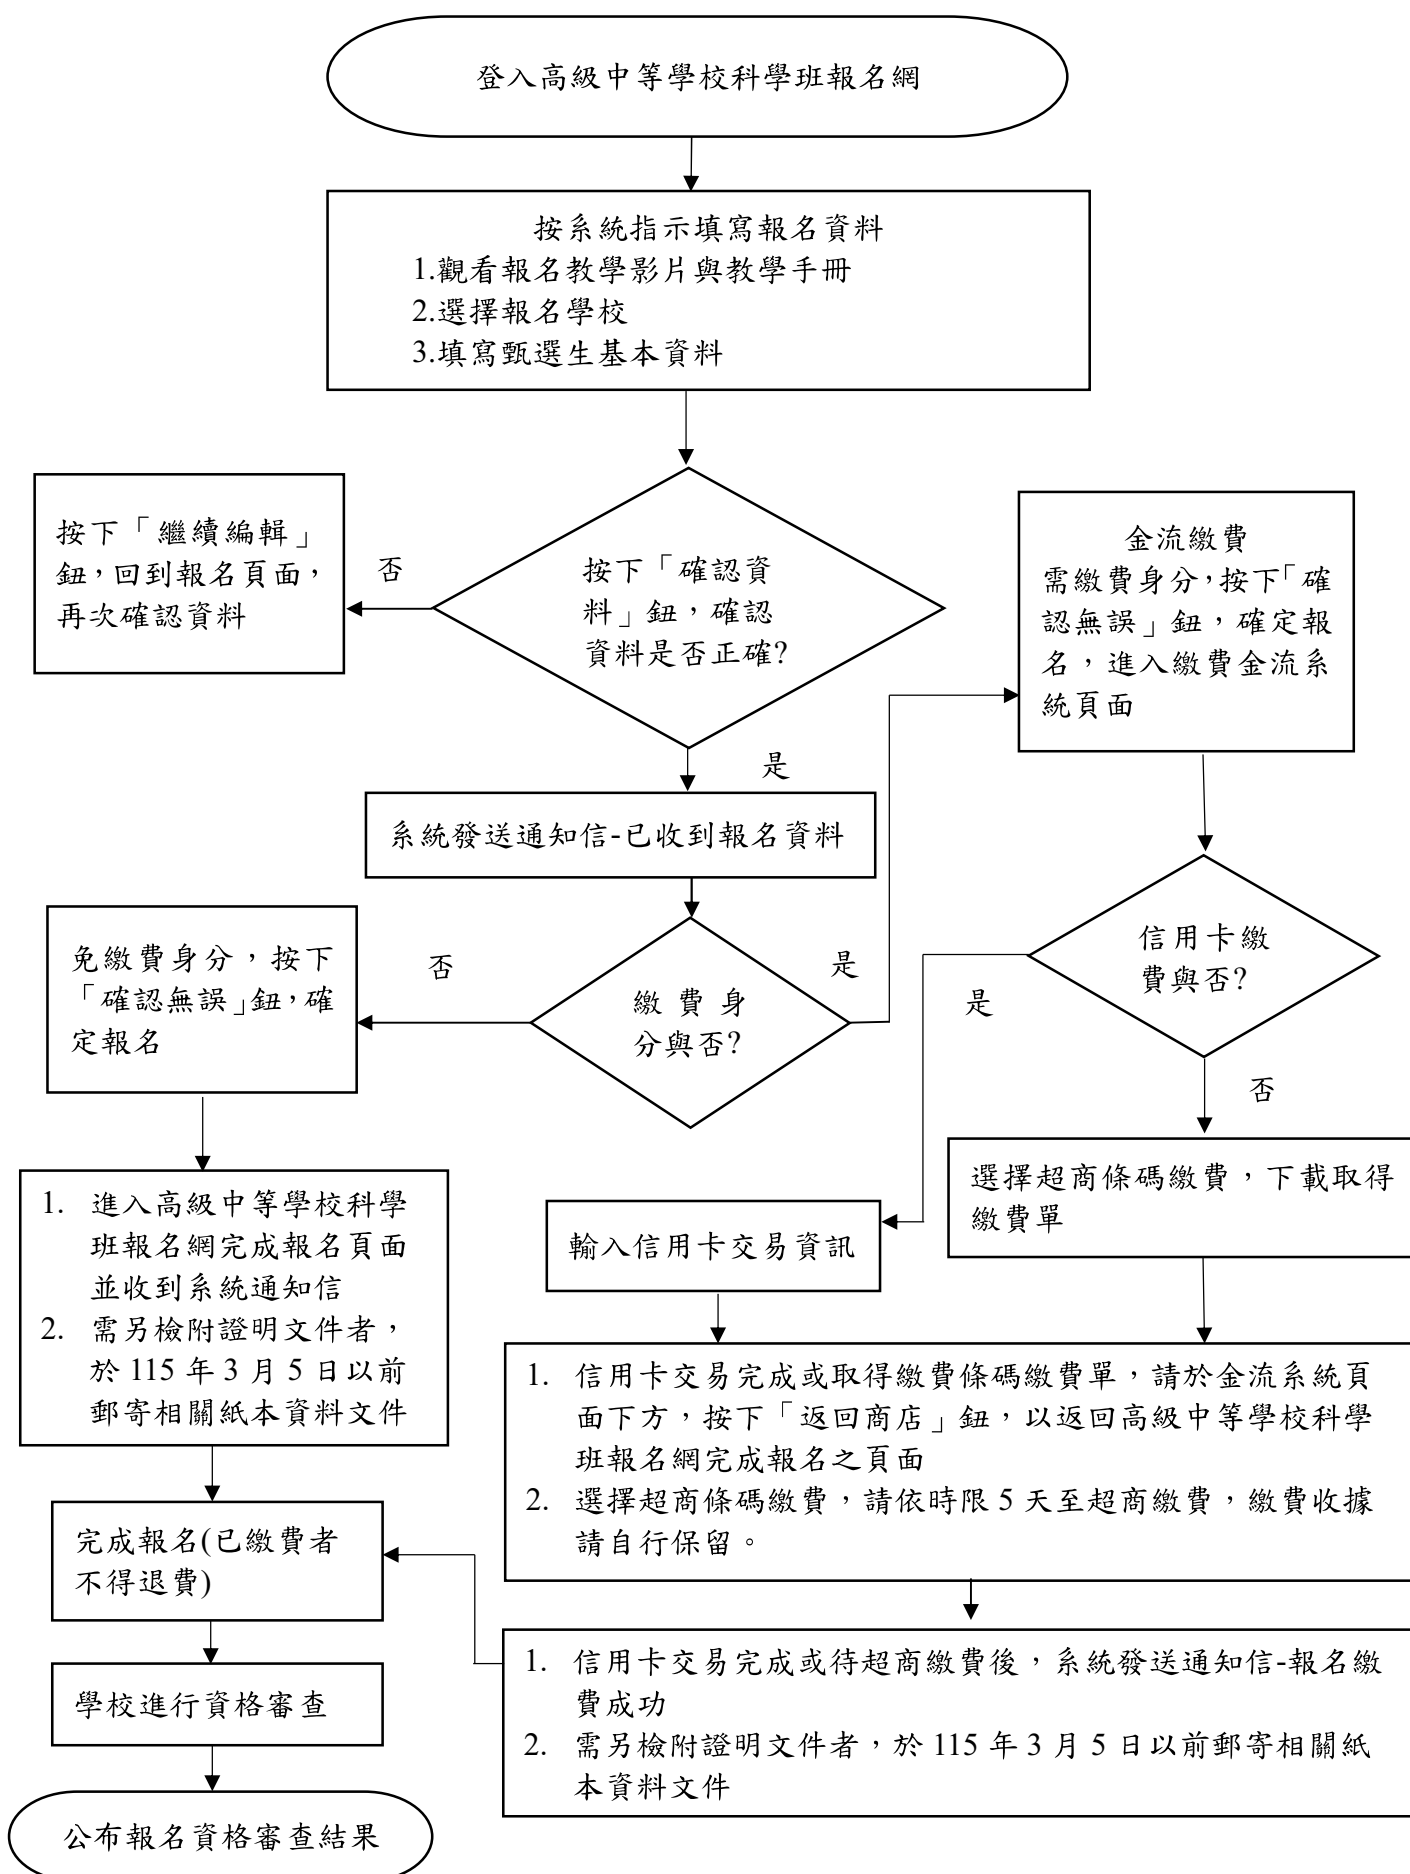 登入高級中等學校科學班報名網
按系統指示填寫報名資料
1.觀看報名教學影片與教學手冊
2.選擇報名學校
3.填寫甄選生基本資料
按下「繼續編輯」
鈕，回到報名頁面，
再次確認資料
否
按下「確認資
料」鈕，確認
資料是否正確?
金流繳費
需繳費身分，按下「確
認無誤」鈕，確定報
名，進入繳費金流系
統頁面
是
系統發送通知信-已收到報名資料
免繳費身分，按下
「確認無誤」鈕，確
定報名
否
繳費身
分與否?
是
信用卡繳
費與否?
是
否
選擇超商條碼繳費，下載取得
繳費單
輸入信用卡交易資訊
1. 進入高級中等學校科學
班報名網完成報名頁面
並收到系統通知信
2. 需另檢附證明文件者，
於 115 年 3 月 5 日以前
郵寄相關紙本資料文件
1. 信用卡交易完成或取得繳費條碼繳費單，請於金流系統頁
面下方，按下「返回商店」鈕，以返回高級中等學校科學
班報名網完成報名之頁面
2. 選擇超商條碼繳費，請依時限 5 天至超商繳費，繳費收據
請自行保留。
完成報名(已繳費者
不得退費)
1. 信用卡交易完成或待超商繳費後，系統發送通知信-報名繳
費成功
2. 需另檢附證明文件者，於 115 年 3 月 5 日以前郵寄相關紙
本資料文件
學校進行資格審查
公布報名資格審查結果